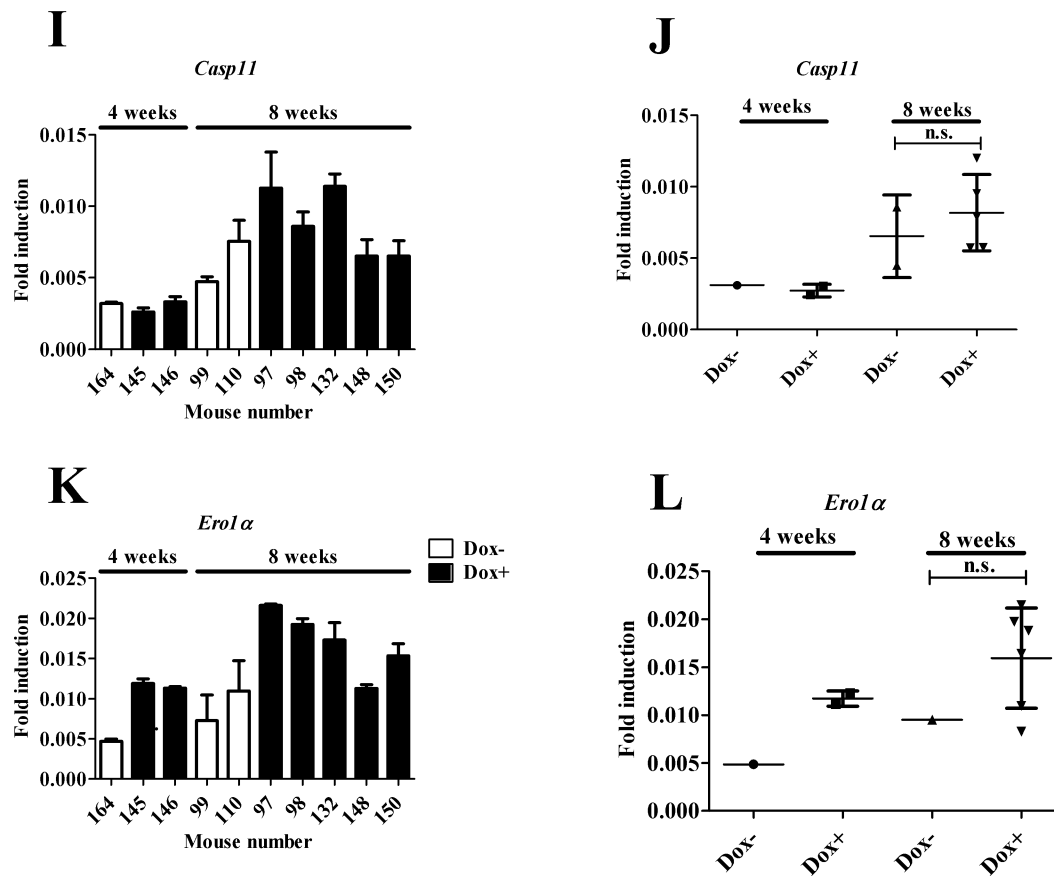 I
Casp11
4 weeks 8 weeks
Fold induction
0.015
0.010
0.005
0.000
164 145 146 99 110 97 98 132 148 150
Mouse number
J
Casp11
4 weeks 8 weeks
n.s.
Fold induction
0.015
0.010
0.005
0.000
Dox- Dox+ Dox- Dox+
K
Ero1α
4 weeks 8 weeks
Dox-
Dox+
Fold induction
0.025
0.020
0.015
0.010
0.005
0.000
164 145 146 99 110 97 98 132 148 150
Mouse number
L
Ero1α
4 weeks 8 weeks
n.s.
Fold induction
0.025
0.020
0.015
0.010
0.005
0.000
Dox- Dox+ Dox- Dox+